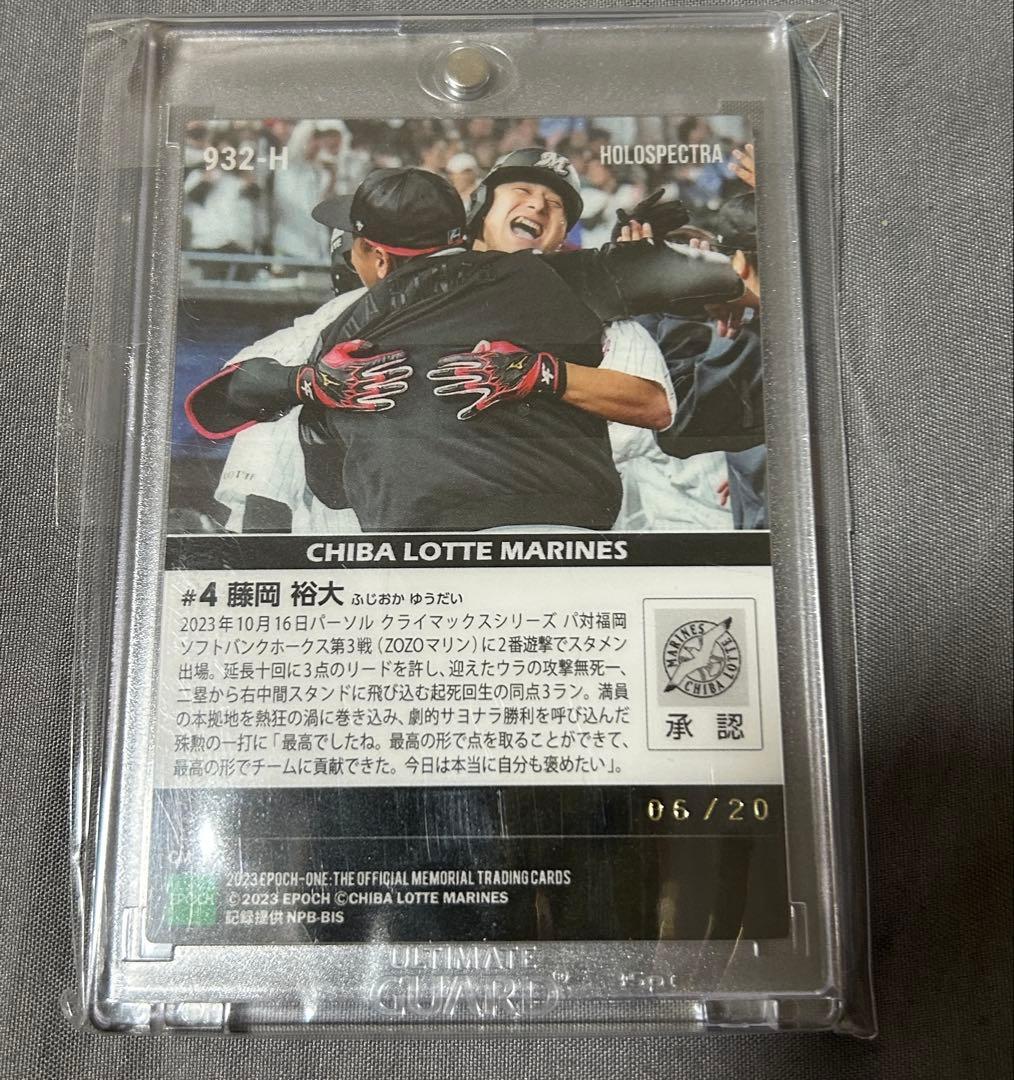 932-H
HOLOSPECTRA
M
CHIBA LOTTE MARINES
#4 藤岡 裕大 ふじおか ゆうだい
2023年10月16日パーソル クライマックスシリーズ パ対福岡
ソフトバンクホークス第3戦（ZOZOマリン）に2番遊撃でスタメン
出場。延長十回に3点のリードを許し、迎えたウラの攻撃無死一、
二塁から右中間スタンドに飛び込む起死回生の同点3ラン。満員
の本拠地を熱狂の渦に巻き込み、劇的サヨナラ勝利を呼び込んだ
殊勲の一打に「最高でしたね。最高の形で点を取ることができて、
最高の形でチームに貢献できた。今日は本当に自分も褒めたい」。
MARINES
CHIBA LOTTE
承認
06/20
EPOCH
2023 EPOCH-ONE:THE OFFICIAL MEMORIAL TRADING CARDS
©2023 EPOCH ©CHIBA LOTTE MARINES
記録提供 NPB-BIS
ULTIMATE
GUARD®